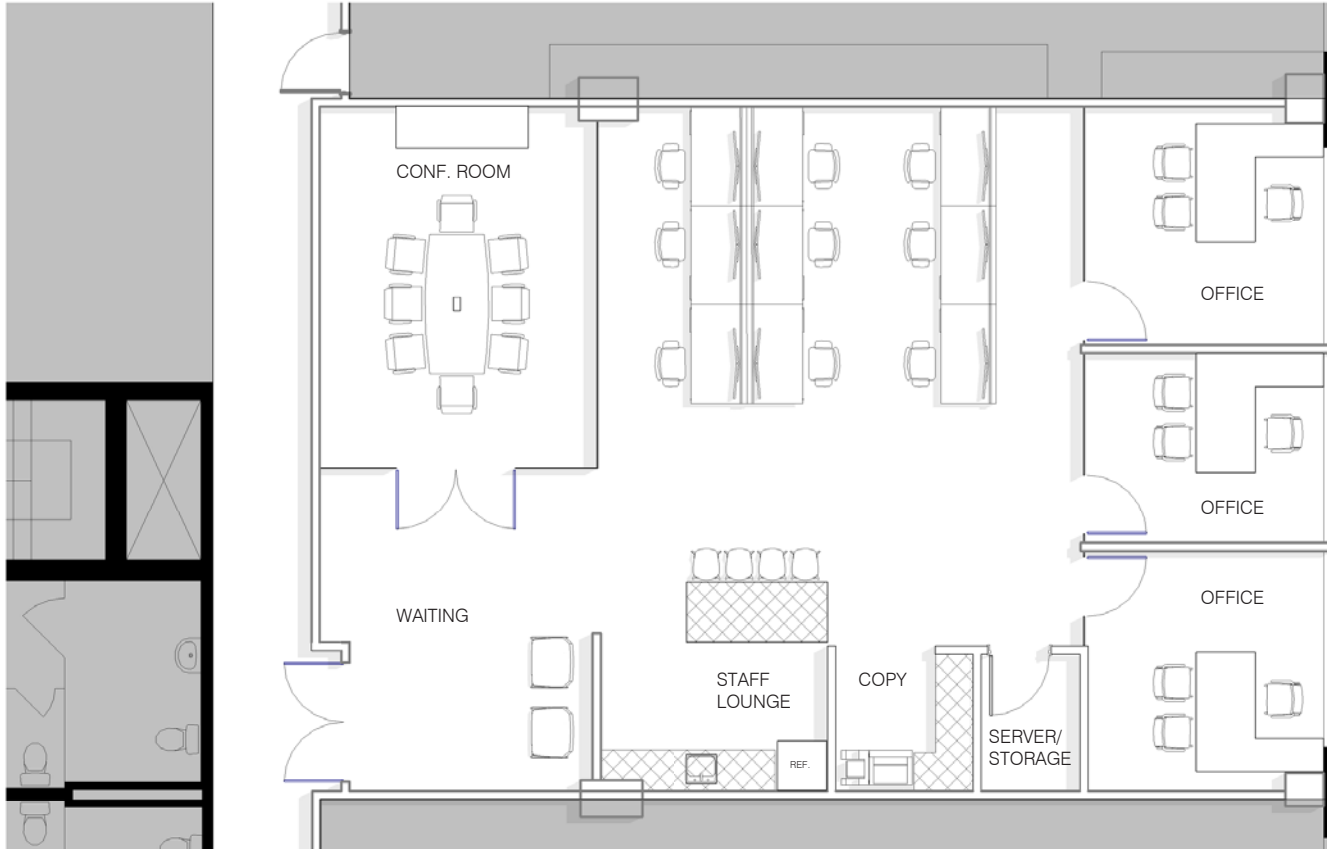 CONF. ROOM
OFFICE
OFFICE
OFFICE
WAITING
STAFF
LOUNGE
COPY
SERVER/
STORAGE
REF.